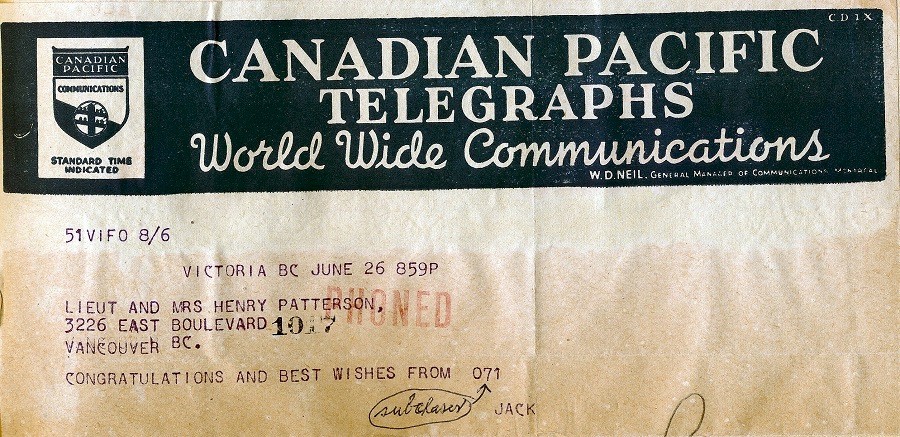 CD1X
CANADIAN PACIFIC
COMMUNICATIONS
STANDARD TIME
INDICATED
CANADIAN PACIFIC
TELEGRAPHS
World Wide Communications
W.D.NEIL, GENERAL MANAGER OF COMMUNICATIONS, MONTREAL
51VIFO 8/6
VICTORIA BC JUNE 26 859P
LIEUT AND MRS HENRY PATTERSON,
PHONED
3226 EAST BOULEVARD 1017
VANCOUVER BC.
CONGRATULATIONS AND BEST WISHES FROM 071
subchaser
JACK